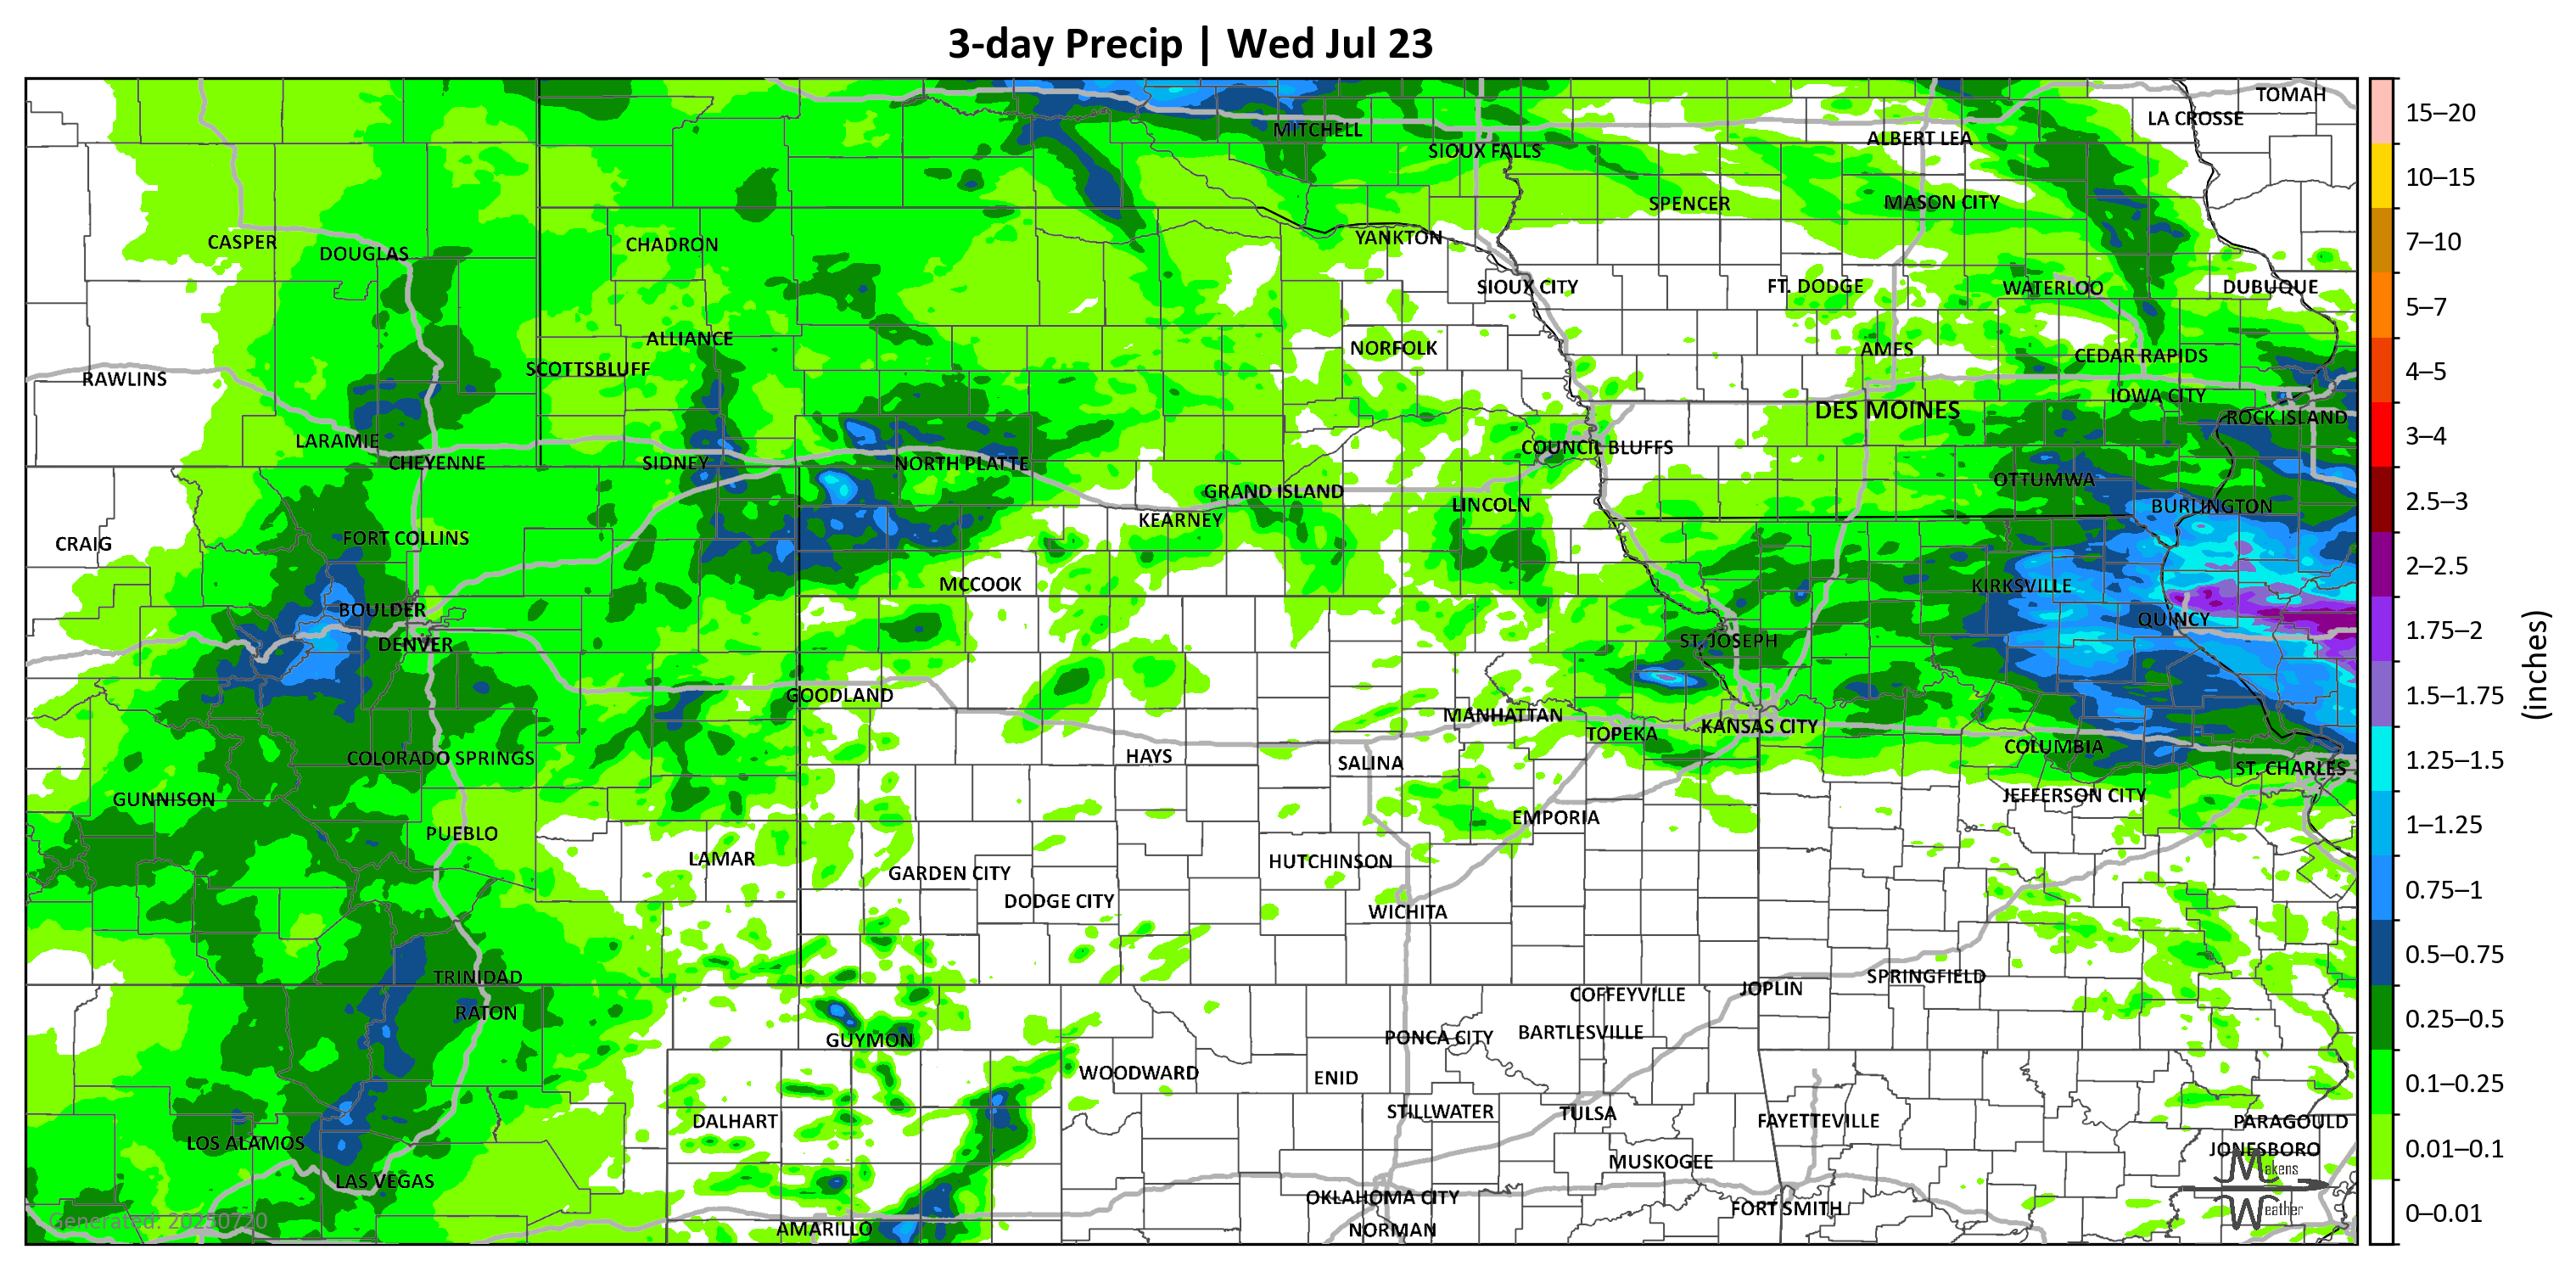 3-day Precip | Wed Jul 23
TOMAH
LA CROSSE
MITCHELL
ALBERT LEA
SIOUX FALLS
SPENCER
MASON CITY
CASPER
DOUGLAS
CHADRON
YANKTON
SIOUX CITY
FT. DODGE
WATERLOO
DUBUQUE
ALLIANCE
NORFOLK
AMES
CEDAR RAPIDS
RAWLINS
SCOTTSBLUFF
IOWA CITY
DES MOINES
ROCK ISLAND
LARAMIE
COUNCIL BLUFFS
CHEYENNE
SIDNEY
NORTH PLATTE
OTTUMWA
GRAND ISLAND
LINCOLN
BURLINGTON
KEARNEY
CRAIG
FORT COLLINS
MCCOOK
KIRKSVILLE
BOULDER
QUINCY
DENVER
ST. JOSEPH
GOODLAND
MANHATTAN
TOPEKA
KANSAS CITY
COLORADO SPRINGS
HAYS
SALINA
COLUMBIA
ST. CHARLES
GUNNISON
JEFFERSON CITY
PUEBLO
EMPORIA
LAMAR
GARDEN CITY
HUTCHINSON
DODGE CITY
WICHITA
TRINIDAD
SPRINGFIELD
RATON
COFFEYVILLE
JOPLIN
GUYMON
PONCA CITY
BARTLESVILLE
WOODWARD
ENID
DALHART
STILLWATER
TULSA
FAYETTEVILLE
PARAGOULD
LOS ALAMOS
JONESBORO
MUSKOGEE
LAS VEGAS
OKLAHOMA CITY
FORT SMITH
AMARILLO
NORMAN
Generated: 20250720
Makens
Weather
15–20
10–15
7–10
5–7
4–5
3–4
2.5–3
2–2.5
1.75–2
1.5–1.75
1.25–1.5
1–1.25
0.75–1
0.5–0.75
0.25–0.5
0.1–0.25
0.01–0.1
0–0.01
(inches)